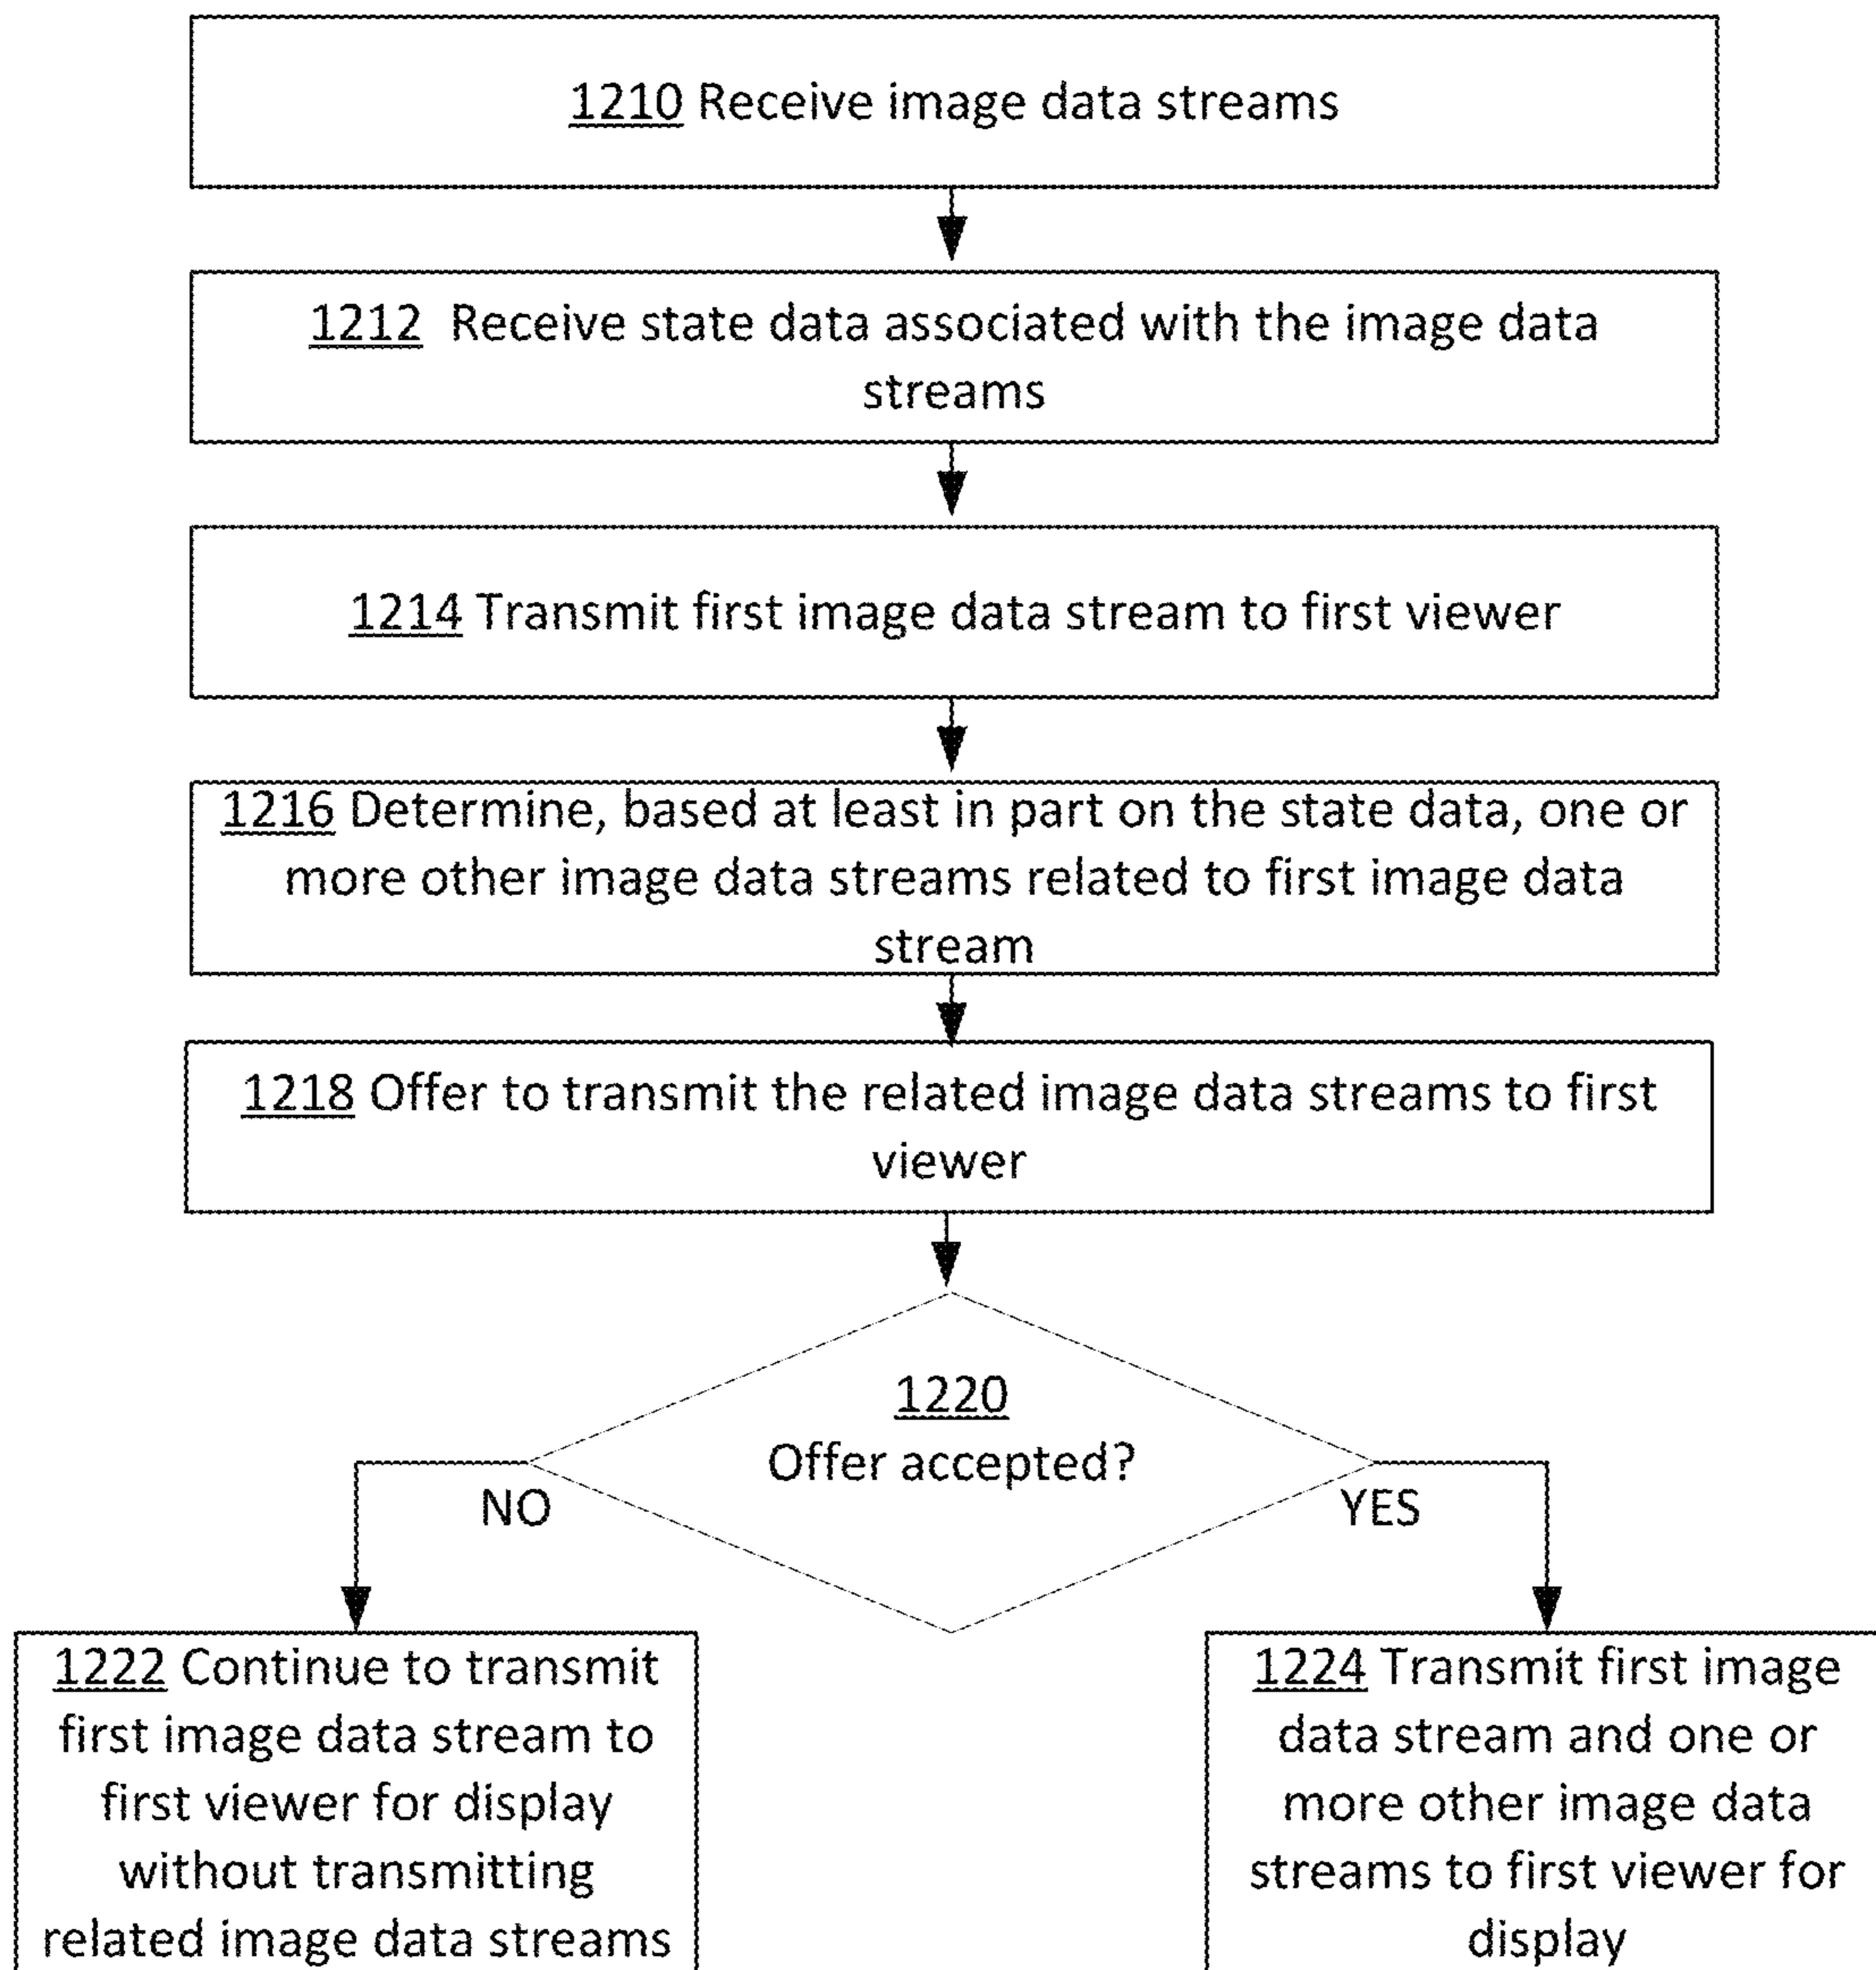 1210 Receive image data streams
1212 Receive state data associated with the image data
streams
1214 Transmit first image data stream to first viewer
1216 Determine, based at least in part on the state data, one or
more other image data streams related to first image data
stream
1218 Offer to transmit the related image data streams to first
viewer
1220
Offer accepted?
NO
YES
1222 Continue to transmit
first image data stream to
first viewer for display
without transmitting
related image data streams
1224 Transmit first image
data stream and one or
more other image data
streams to first viewer for
display